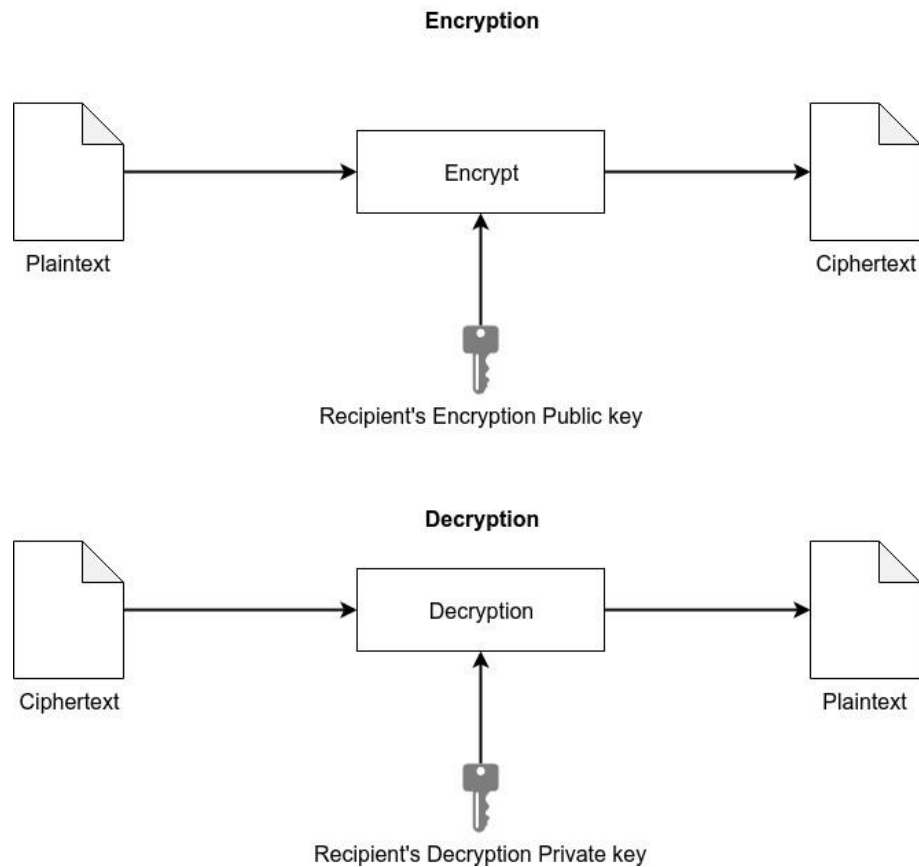 Encryption
Encrypt
Plaintext
Ciphertext
Recipient's Encryption Public key
Decryption
Decryption
Ciphertext
Plaintext
Recipient's Decryption Private key